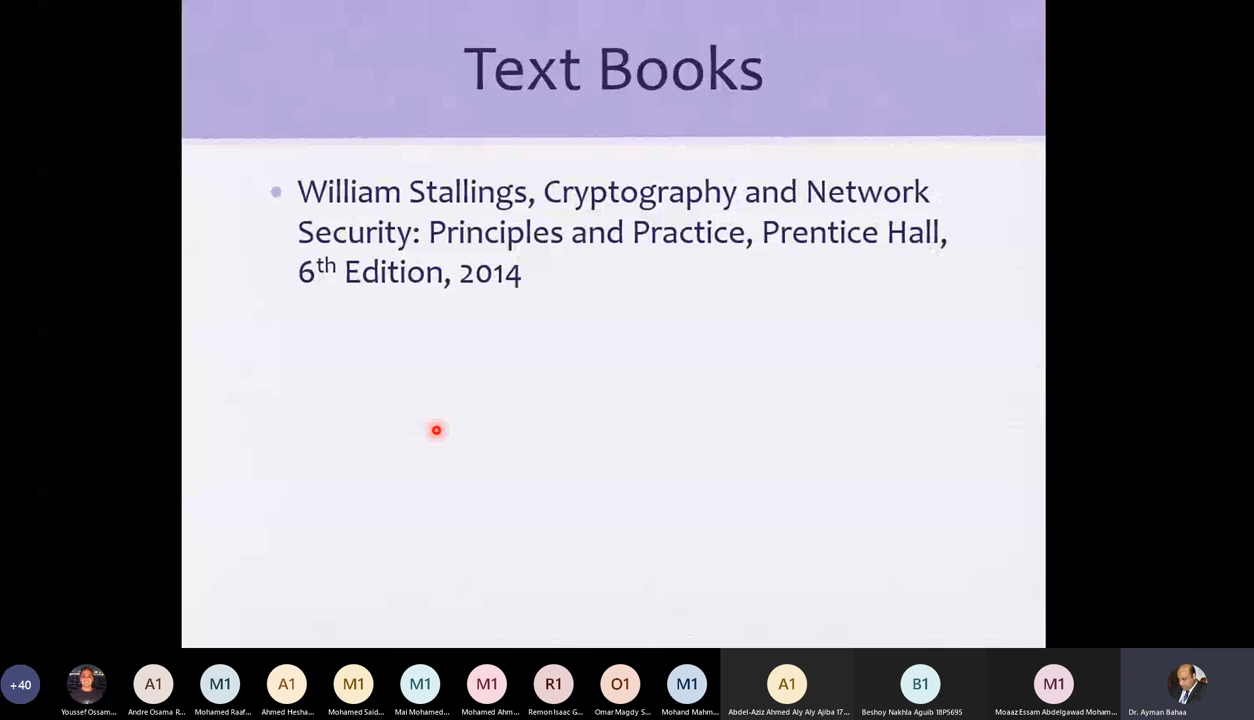 Text Books
• William Stallings, Cryptography and Network
Security: Principles and Practice, Prentice Hall,
6th Edition, 2014
+40
A1
M1
A1
M1
M1
M1
R1
O1
M1
A1
B1
M1
Youssef Ossam...
Andre Osama R...
Mohamed Raaf...
Ahmed Hesha...
Mohamed Said...
Mai Mohamed...
Mohamed Ahm...
Remon Isaac G...
Omar Magdy S...
Mohand Mahm...
Abdel-Aziz Ahmed Aly Aly Ajiba 17...
Beshoy Nakhla Aguib 18P5695
Moaaz Essam Abdelgawad Moham...
Dr. Ayman Bahaa